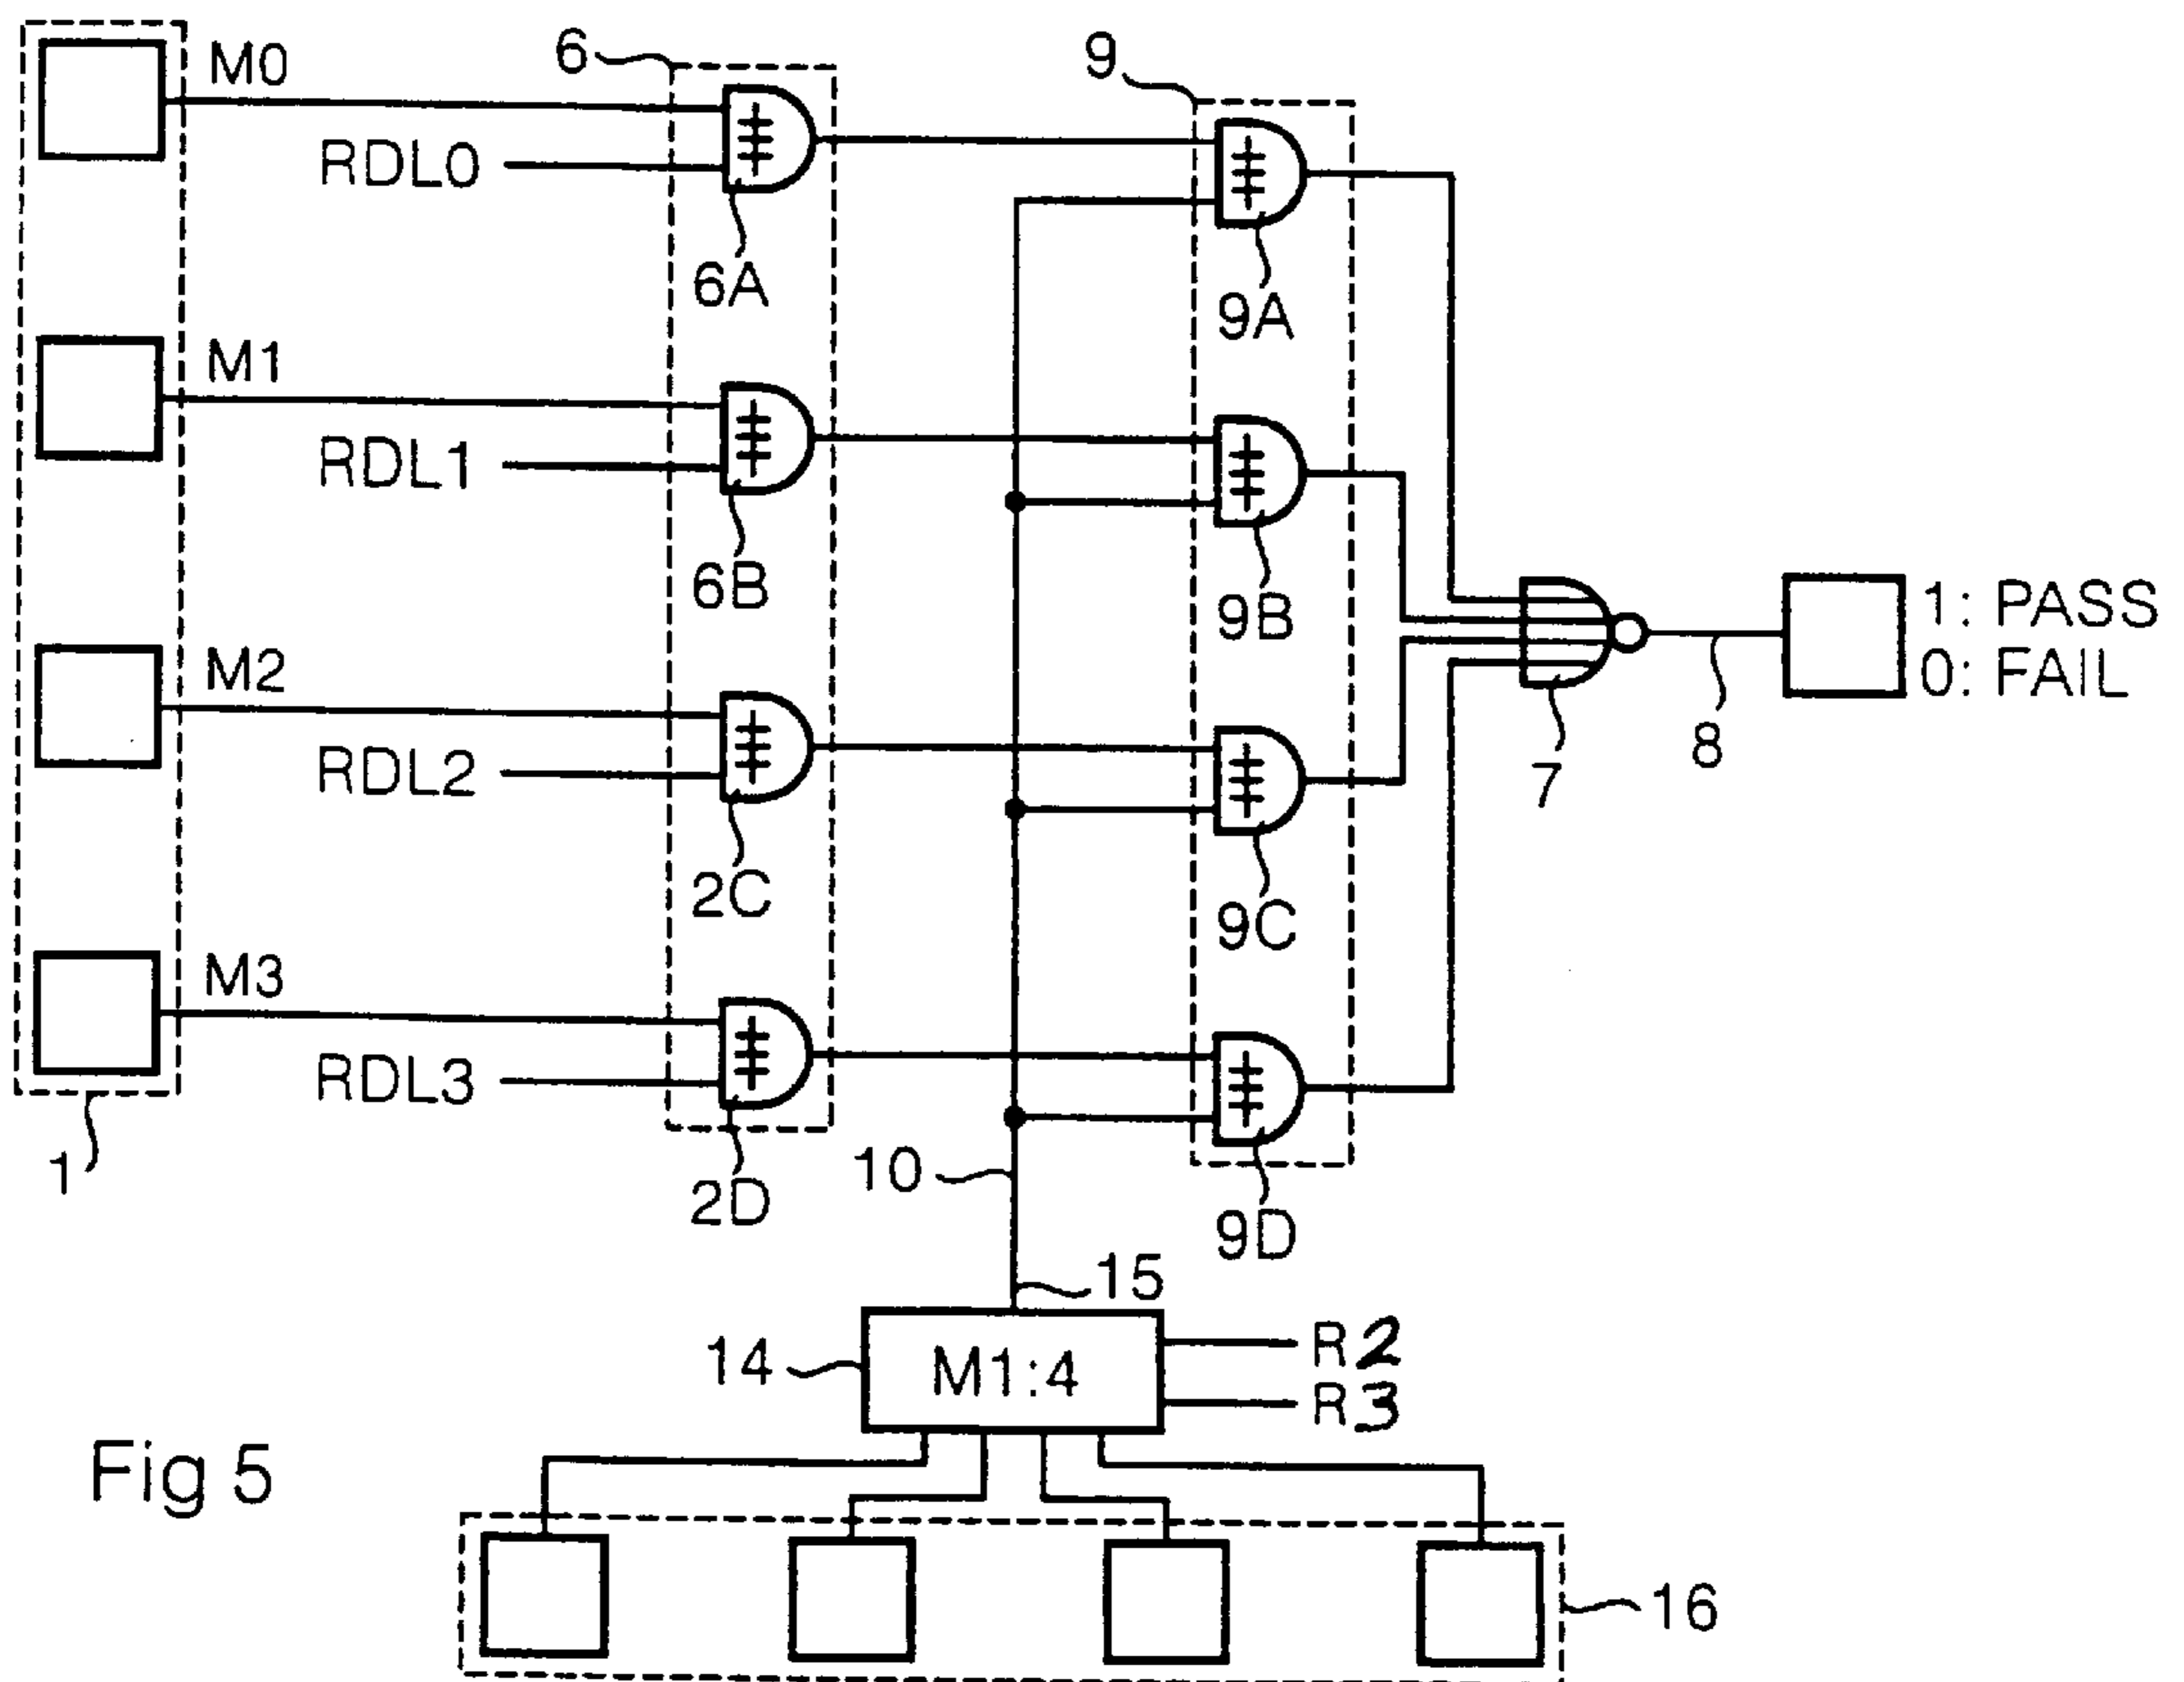 M0
6
9
RDL0
6A
9A
M1
RDL1
6B
9B
1: PASS
0: FAIL
M2
RDL2
8
7
2C
9C
M3
RDL3
1
10
2D
9D
15
14
M1:4
R2
R3
Fig 5
16